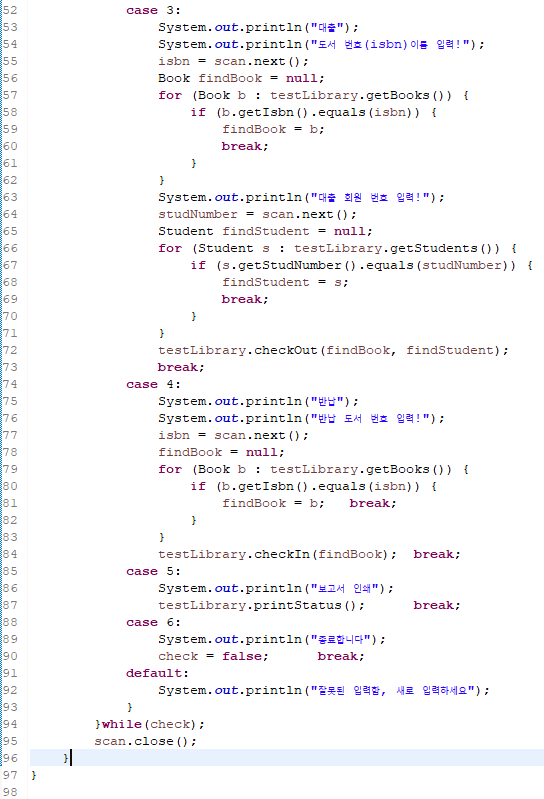 52 case 3:
53 System.out.println("대출");
54 System.out.println("도서 번호(isbn)이를 입력!");
55 isbn = scan.next();
56 Book findBook = null;
57 for (Book b : testLibrary.getBooks()) {
58 if (b.getIsbn().equals(isbn)) {
59 findBook = b;
60 break;
61 }
62 }
63 System.out.println("대출 회원 번호 입력!");
64 studNumber = scan.next();
65 Student findStudent = null;
66 for (Student s : testLibrary.getStudents()) {
67 if (s.getStudNumber().equals(studNumber)) {
68 findStudent = s;
69 break;
70 }
71 }
72 testLibrary.checkOut(findBook, findStudent);
73 break;
74 case 4:
75 System.out.println("반납");
76 System.out.println("반납 도서 번호 입력!");
77 isbn = scan.next();
78 findBook = null;
79 for (Book b : testLibrary.getBooks()) {
80 if (b.getIsbn().equals(isbn)) {
81 findBook = b; break;
82 }
83 }
84 testLibrary.checkIn(findBook); break;
85 case 5:
86 System.out.println("보고서 인쇄");
87 testLibrary.printStatus(); break;
88 case 6:
89 System.out.println("종료합니다");
90 check = false; break;
91 default:
92 System.out.println("잘못된 입력함, 새로 입력하세요");
93 }
94 }while(check);
95 scan.close();
96 }
97 }
98